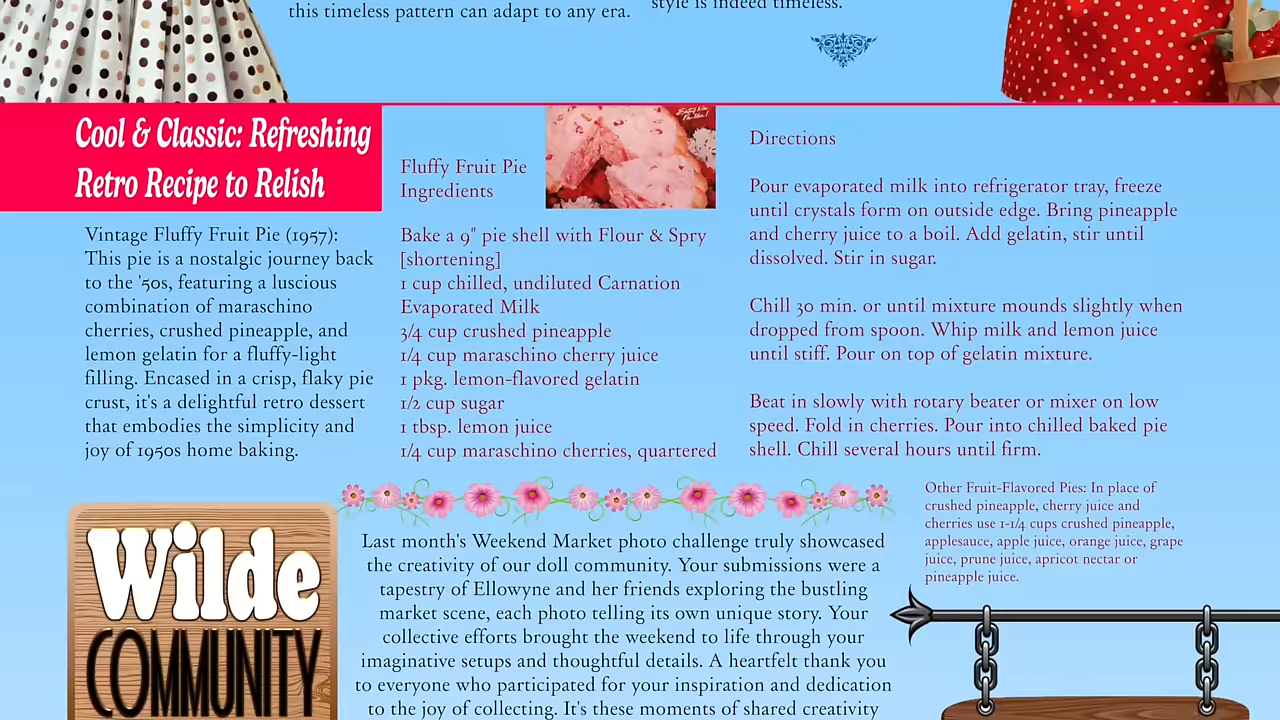 this timeless pattern can adapt to any era.
style is indeed timeless.
Cool & Classic: Refreshing
Retro Recipe to Relish
Vintage Fluffy Fruit Pie (1957):
This pie is a nostalgic journey back
to the '50s, featuring a luscious
combination of maraschino
cherries, crushed pineapple, and
lemon gelatin for a fluffy-light
filling. Encased in a crisp, flaky pie
crust, it's a delightful retro dessert
that embodies the simplicity and
joy of 1950s home baking.
Fluffy Fruit Pie
Ingredients
Bake a 9" pie shell with Flour & Spry
[shortening]
1 cup chilled, undiluted Carnation
Evaporated Milk
3/4 cup crushed pineapple
1/4 cup maraschino cherry juice
1 pkg. lemon-flavored gelatin
1/2 cup sugar
1 tbsp. lemon juice
1/4 cup maraschino cherries, quartered
Directions
Pour evaporated milk into refrigerator tray, freeze
until crystals form on outside edge. Bring pineapple
and cherry juice to a boil. Add gelatin, stir until
dissolved. Stir in sugar.
Chill 30 min. or until mixture mounds slightly when
dropped from spoon. Whip milk and lemon juice
until stiff. Pour on top of gelatin mixture.
Beat in slowly with rotary beater or mixer on low
speed. Fold in cherries. Pour into chilled baked pie
shell. Chill several hours until firm.
Other Fruit-Flavored Pies: In place of
crushed pineapple, cherry juice and
cherries use 1-1/4 cups crushed pineapple,
applesauce, apple juice, orange juice, grape
juice, prune juice, apricot nectar or
pineapple juice.
Wilde
COMMUNITY
Last month's Weekend Market photo challenge truly showcased
the creativity of our doll community. Your submissions were a
tapestry of Ellowyne and her friends exploring the bustling
market scene, each photo telling its own unique story. Your
collective efforts brought the weekend to life through your
imaginative setups and thoughtful details. A heartfelt thank you
to everyone who participated for your inspiration and dedication
to the joy of collecting. It's these moments of shared creativity